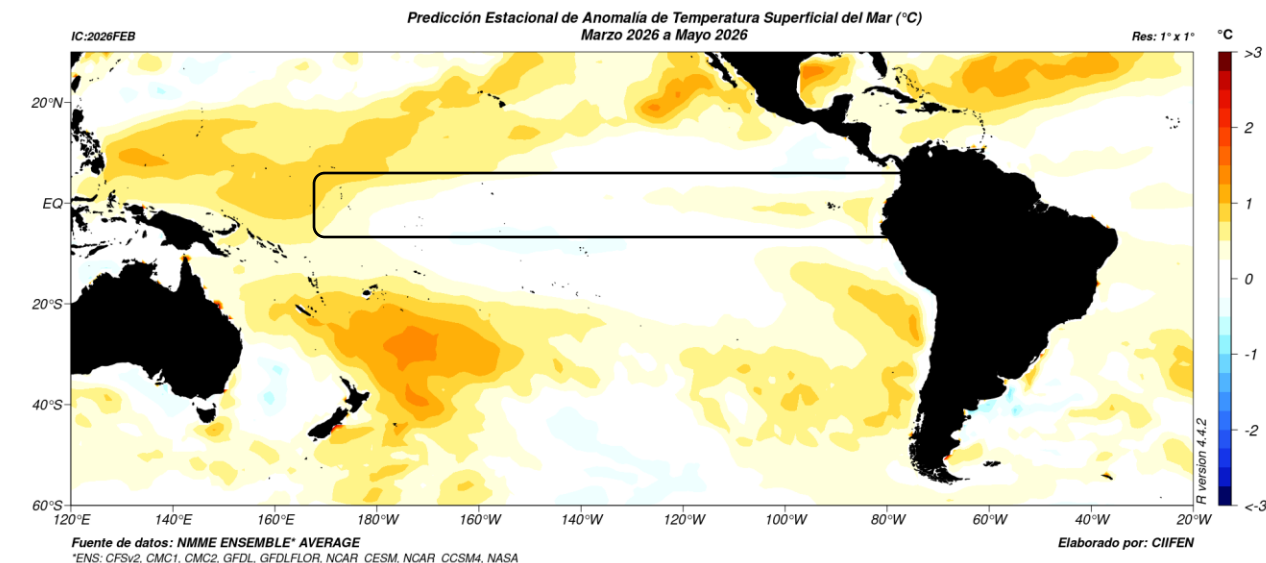 Predicción Estacional de Anomalía de Temperatura Superficial del Mar (°C)
IC:2026FEB
Marzo 2026 a Mayo 2026
Res: 1° x 1°
°C
>3
2
1
0
-1
-2
<-3
20°N
EQ
20°S
40°S
60°S
120°E
140°E
160°E
180°W
160°W
140°W
120°W
100°W
80°W
60°W
40°W
20°W
R version 4.4.2
Fuente de datos: NMME ENSEMBLE* AVERAGE
Elaborado por: CIIFEN
*ENS: CFSv2, CMC1, CMC2, GFDL, GFDLFLOR, NCAR_CESM, NCAR_CCSM4, NASA